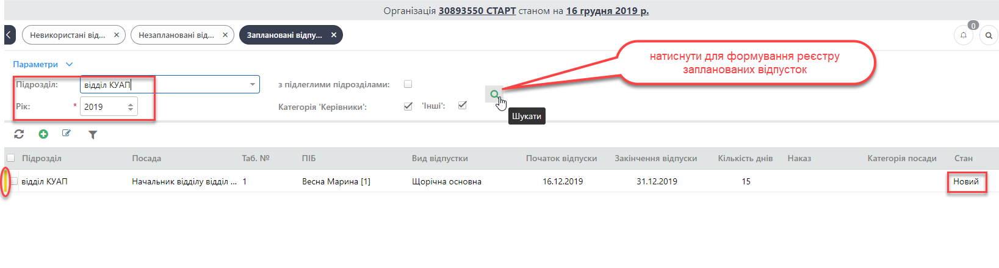 Організація 30893550 СТАРТ станом на 16 грудня 2019 р.
Невикористані від... × Незаплановані від... × Заплановані відпу... × 0
Параметри
натиснути для формування реєстру
запланованих відпусток
Підрозділ: відділ КУАП з підлеглими підрозділами:
Рік: * 2019 Категорія 'Керівники': 'Інші':
Шукати
Підрозділ Посада Таб. № ПІБ Вид відпустки Початок відпуски Закінчення відпуски Кількість днів Наказ Категорія посади Стан
відділ КУАП Начальник відділу відділ ... 1 Весна Марина [1] Щорічна основна 16.12.2019 31.12.2019 15 Новий